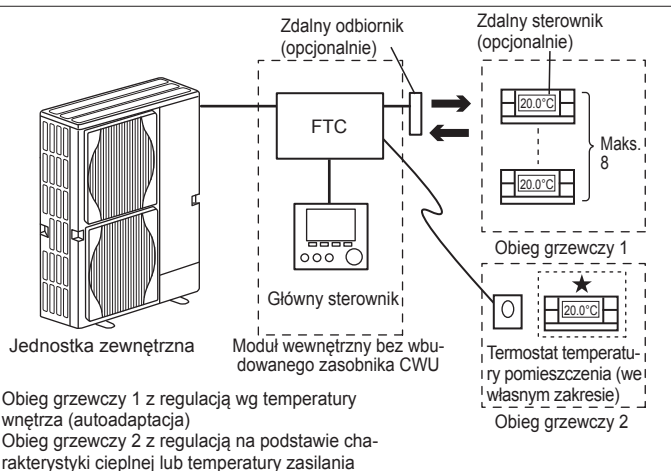 Zdalny odbiornik
(opcjonalnie)
Zdalny sterownik
(opcjonalnie)
FTC
20.0°C
20.0°C
Maks.
8
Obieg grzewczy 1
Główny sterownik
Jednostka zewnętrzna
Moduł wewnętrzny bez wbu-
dowanego zasobnika CWU
20.0°C
Termostat temperatu-
ry pomieszczenia (we
własnym zakresie)
Obieg grzewczy 2
Obieg grzewczy 1 z regulacją wg temperatury
wnętrza (autoadaptacja)
Obieg grzewczy 2 z regulacją na podstawie cha-
rakterystyki cieplnej lub temperatury zasilania